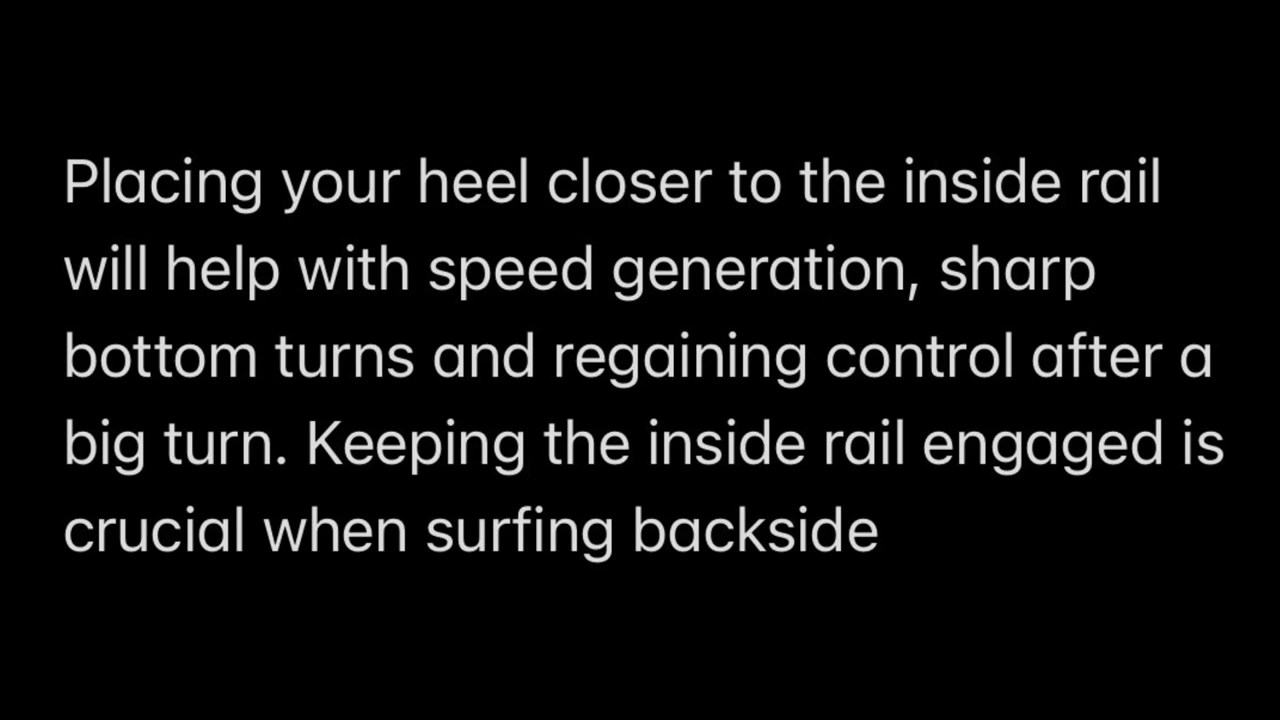 Placing your heel closer to the inside rail
will help with speed generation, sharp
bottom turns and regaining control after a
big turn. Keeping the inside rail engaged is
crucial when surfing backside